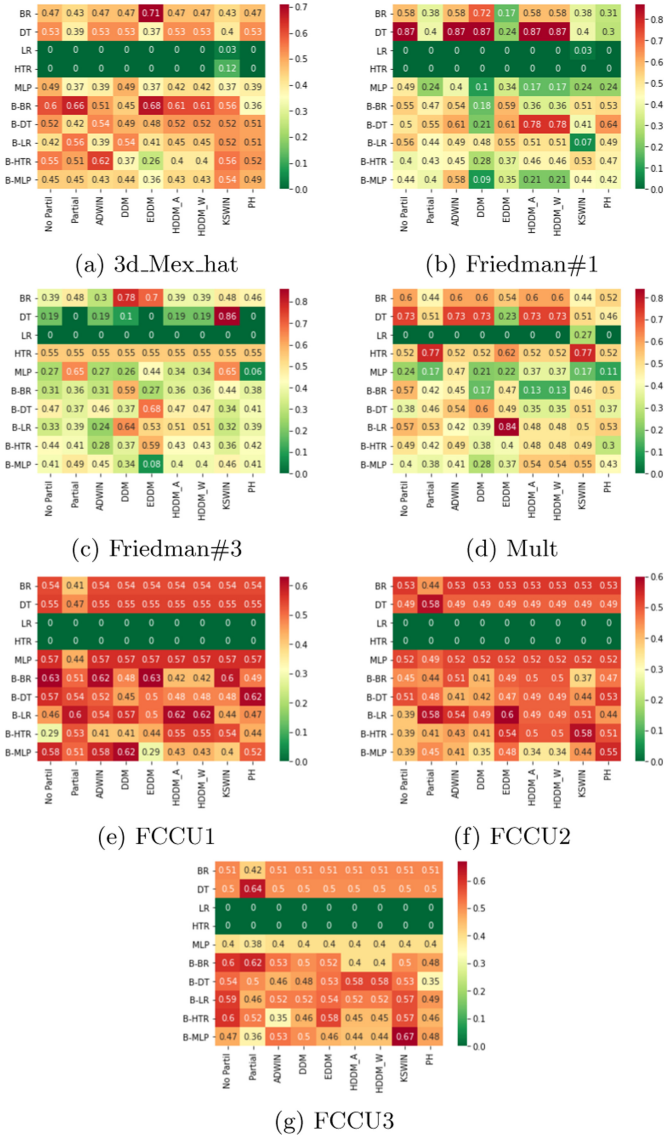 BR 0.47 0.43 0.47 0.47 0.71 0.47 0.47 0.43 0.47
DT 0.53 0.39 0.53 0.53 0.37 0.53 0.53 0.4 0.53
LR 0 0 0 0 0 0 0 0.03 0
HTR 0 0 0 0 0 0 0 0.12 0
MLP 0.49 0.37 0.39 0.49 0.37 0.42 0.42 0.4 0.39
B-BR 0.6 0.66 0.51 0.45 0.68 0.61 0.61 0.56 0.36
B-DT 0.52 0.42 0.54 0.49 0.48 0.52 0.52 0.52 0.51
B-LR 0.42 0.56 0.39 0.54 0.41 0.45 0.45 0.56 0.52
B-HTR 0.55 0.51 0.62 0.37 0.26 0.4 0.4 0.56 0.52
B-MLP 0.45 0.45 0.43 0.44 0.36 0.43 0.43 0.54 0.49
No Partil Partial ADWIN DDM EDDM HDDM_A HDDM_W KSWIN PH
0.7
0.6
0.5
0.4
0.3
0.2
0.1
0.0
(a) 3d_Mex_hat
BR 0.58 0.38 0.58 0.72 0.17 0.58 0.58 0.38 0.31
DT 0.87 0.4 0.87 0.87 0.24 0.87 0.87 0.4 0.3
LR 0 0 0 0 0 0 0 0.03 0
HTR 0 0 0 0 0 0 0 0 0
MLP 0.49 0.24 0.4 0.1 0.34 0.17 0.17 0.24 0.24
B-BR 0.55 0.47 0.54 0.18 0.59 0.36 0.36 0.51 0.53
B-DT 0.5 0.55 0.61 0.21 0.61 0.78 0.78 0.41 0.64
B-LR 0.56 0.44 0.49 0.48 0.55 0.51 0.51 0.07 0.49
B-HTR 0.4 0.43 0.45 0.28 0.37 0.46 0.46 0.53 0.47
B-MLP 0.44 0.4 0.58 0.09 0.35 0.21 0.21 0.44 0.42
No Partil Partial ADWIN DDM EDDM HDDM_A HDDM_W KSWIN PH
0.8
0.7
0.6
0.5
0.4
0.3
0.2
0.1
0.0
(b) Friedman#1
BR 0.39 0.48 0.3 0.78 0.7 0.39 0.39 0.48 0.46
DT 0.19 0 0.19 0.1 0 0.19 0.19 0.86 0
LR 0 0 0 0 0 0 0 0 0
HTR 0.55 0.55 0.55 0.55 0.55 0.55 0.55 0.55 0.55
MLP 0.27 0.65 0.27 0.26 0.44 0.34 0.34 0.65 0.06
B-BR 0.31 0.36 0.31 0.59 0.27 0.36 0.36 0.44 0.38
B-DT 0.47 0.37 0.46 0.37 0.68 0.47 0.47 0.34 0.41
B-LR 0.33 0.39 0.24 0.64 0.53 0.51 0.51 0.32 0.39
B-HTR 0.44 0.41 0.28 0.37 0.59 0.43 0.43 0.36 0.42
B-MLP 0.41 0.49 0.45 0.34 0.08 0.4 0.4 0.46 0.41
No Partil Partial ADWIN DDM EDDM HDDM_A HDDM_W KSWIN PH
0.8
0.7
0.6
0.5
0.4
0.3
0.2
0.1
0.0
(c) Friedman#3
BR 0.6 0.44 0.6 0.6 0.54 0.6 0.6 0.44 0.52
DT 0.73 0.51 0.73 0.73 0.23 0.73 0.73 0.51 0.46
LR 0 0 0 0 0 0 0 0.27 0
HTR 0.52 0.77 0.52 0.52 0.62 0.52 0.52 0.77 0.52
MLP 0.24 0.17 0.47 0.21 0.22 0.37 0.37 0.17 0.11
B-BR 0.57 0.42 0.45 0.17 0.47 0.13 0.13 0.46 0.5
B-DT 0.38 0.46 0.54 0.6 0.49 0.35 0.35 0.51 0.37
B-LR 0.57 0.53 0.42 0.39 0.84 0.48 0.48 0.5 0.53
B-HTR 0.49 0.42 0.49 0.38 0.4 0.48 0.48 0.49 0.3
B-MLP 0.4 0.38 0.41 0.28 0.37 0.54 0.54 0.55 0.43
No Partil Partial ADWIN DDM EDDM HDDM_A HDDM_W KSWIN PH
0.8
0.7
0.6
0.5
0.4
0.3
0.2
0.1
0.0
(d) Mult
BR 0.54 0.41 0.54 0.54 0.54 0.54 0.54 0.54 0.54
DT 0.55 0.47 0.55 0.55 0.55 0.55 0.55 0.55 0.55
LR 0 0 0 0 0 0 0 0 0
HTR 0 0 0 0 0 0 0 0 0
MLP 0.57 0.44 0.57 0.57 0.57 0.57 0.57 0.57 0.57
B-BR 0.63 0.51 0.62 0.48 0.63 0.42 0.42 0.6 0.49
B-DT 0.57 0.54 0.52 0.45 0.5 0.48 0.48 0.48 0.62
B-LR 0.46 0.6 0.54 0.57 0.5 0.62 0.62 0.44 0.47
B-HTR 0.29 0.53 0.41 0.41 0.44 0.55 0.55 0.54 0.44
B-MLP 0.58 0.51 0.58 0.62 0.29 0.43 0.43 0.4 0.52
No Partil Partial ADWIN DDM EDDM HDDM_A HDDM_W KSWIN PH
0.6
0.5
0.4
0.3
0.2
0.1
0.0
(e) FCCU1
BR 0.53 0.44 0.53 0.53 0.53 0.53 0.53 0.53 0.53
DT 0.49 0.58 0.49 0.49 0.49 0.49 0.49 0.49 0.49
LR 0 0 0 0 0 0 0 0 0
HTR 0 0 0 0 0 0 0 0 0
MLP 0.52 0.49 0.52 0.52 0.52 0.52 0.52 0.52 0.52
B-BR 0.45 0.44 0.51 0.41 0.49 0.5 0.5 0.37 0.47
B-DT 0.51 0.48 0.41 0.42 0.47 0.5 0.5 0.44 0.53
B-LR 0.39 0.58 0.54 0.49 0.6 0.49 0.49 0.51 0.44
B-HTR 0.39 0.41 0.43 0.41 0.54 0.5 0.5 0.58 0.51
B-MLP 0.39 0.45 0.41 0.35 0.48 0.34 0.34 0.44 0.55
No Partil Partial ADWIN DDM EDDM HDDM_A HDDM_W KSWIN PH
0.6
0.5
0.4
0.3
0.2
0.1
0.0
(f) FCCU2
BR 0.51 0.42 0.51 0.51 0.51 0.51 0.51 0.51 0.51
DT 0.5 0.64 0.5 0.5 0.5 0.5 0.5 0.5 0.5
LR 0 0 0 0 0 0 0 0 0
HTR 0 0 0 0 0 0 0 0 0
MLP 0.4 0.38 0.4 0.4 0.4 0.4 0.4 0.4 0.4
B-BR 0.6 0.62 0.53 0.5 0.52 0.4 0.4 0.5 0.48
B-DT 0.54 0.5 0.46 0.48 0.53 0.58 0.58 0.53 0.35
B-LR 0.59 0.46 0.52 0.52 0.54 0.52 0.52 0.57 0.49
B-HTR 0.6 0.52 0.35 0.46 0.58 0.45 0.45 0.57 0.46
B-MLP 0.47 0.36 0.53 0.5 0.46 0.44 0.44 0.67 0.48
No Partil Partial ADWIN DDM EDDM HDDM_A HDDM_W KSWIN PH
0.6
0.5
0.4
0.3
0.2
0.1
0.0
(g) FCCU3